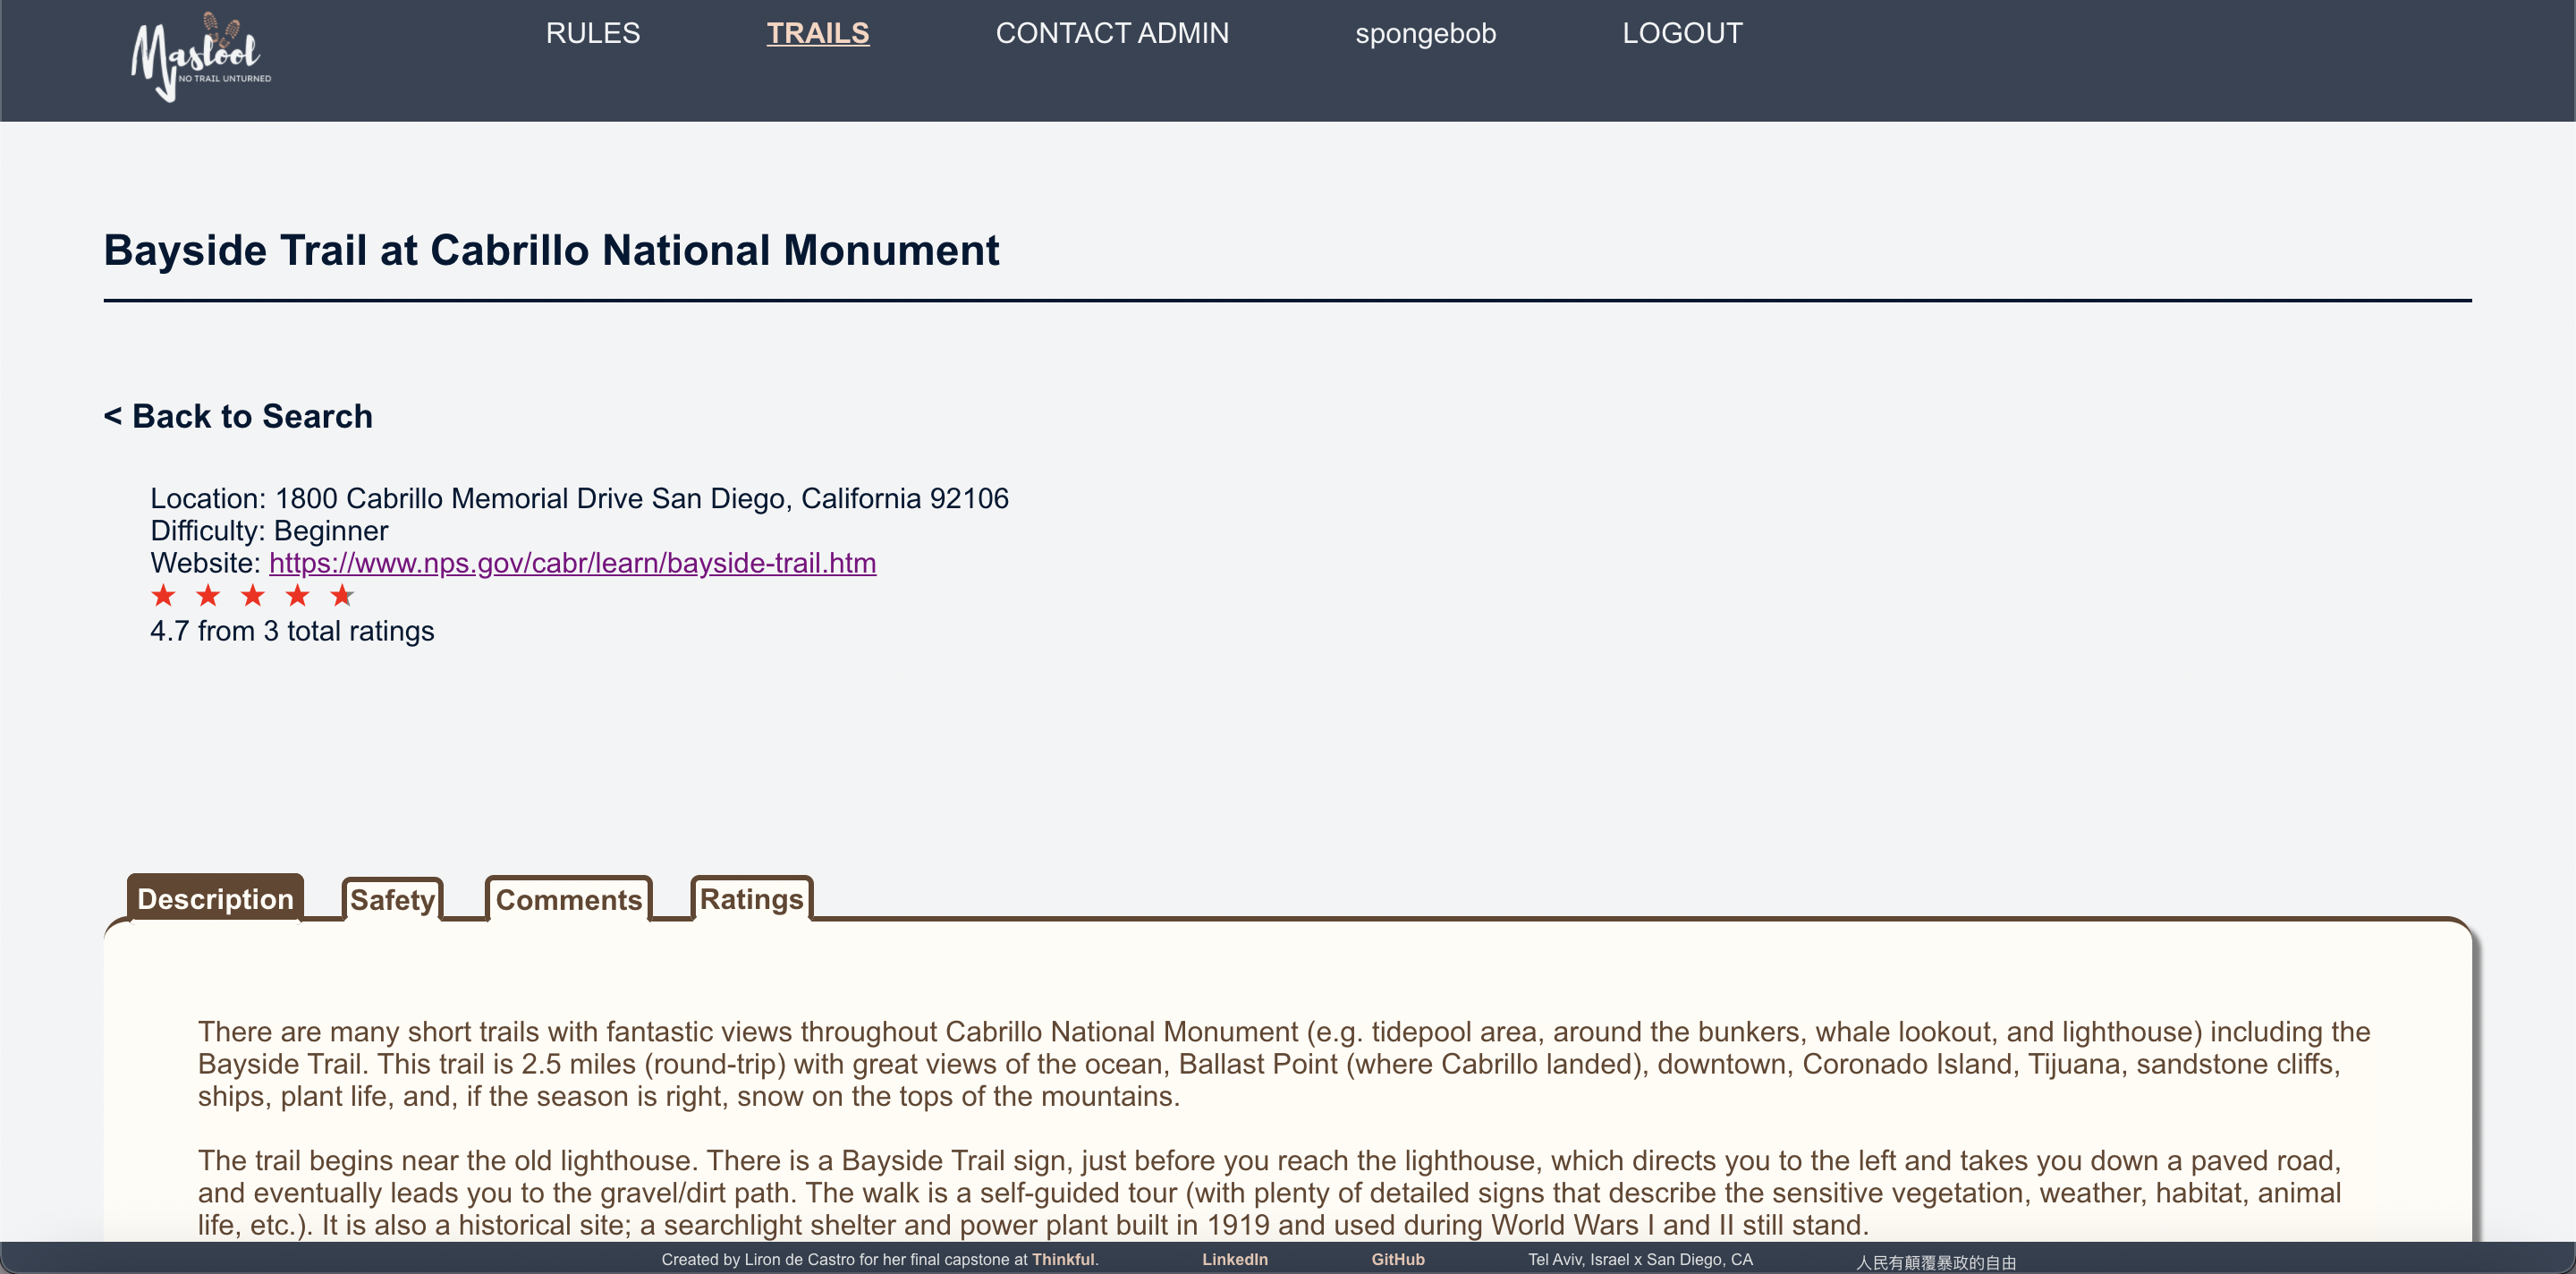 Maslool
NO TRAIL UNTURNED
RULES
TRAILS
CONTACT ADMIN
spongebob
LOGOUT
Bayside Trail at Cabrillo National Monument
< Back to Search
Location: 1800 Cabrillo Memorial Drive San Diego, California 92106
Difficulty: Beginner
Website: https://www.nps.gov/cabr/learn/bayside-trail.htm
4.7 from 3 total ratings
Description
Safety
Comments
Ratings
There are many short trails with fantastic views throughout Cabrillo National Monument (e.g. tidepool area, around the bunkers, whale lookout, and lighthouse) including the
Bayside Trail. This trail is 2.5 miles (round-trip) with great views of the ocean, Ballast Point (where Cabrillo landed), downtown, Coronado Island, Tijuana, sandstone cliffs,
ships, plant life, and, if the season is right, snow on the tops of the mountains.
The trail begins near the old lighthouse. There is a Bayside Trail sign, just before you reach the lighthouse, which directs you to the left and takes you down a paved road,
and eventually leads you to the gravel/dirt path. The walk is a self-guided tour (with plenty of detailed signs that describe the sensitive vegetation, weather, habitat, animal
life, etc.). It is also a historical site; a searchlight shelter and power plant built in 1919 and used during World Wars I and II still stand.
Created by Liron de Castro for her final capstone at Thinkful.
LinkedIn
GitHub
Tel Aviv, Israel x San Diego, CA
人民有顛覆暴政的自由